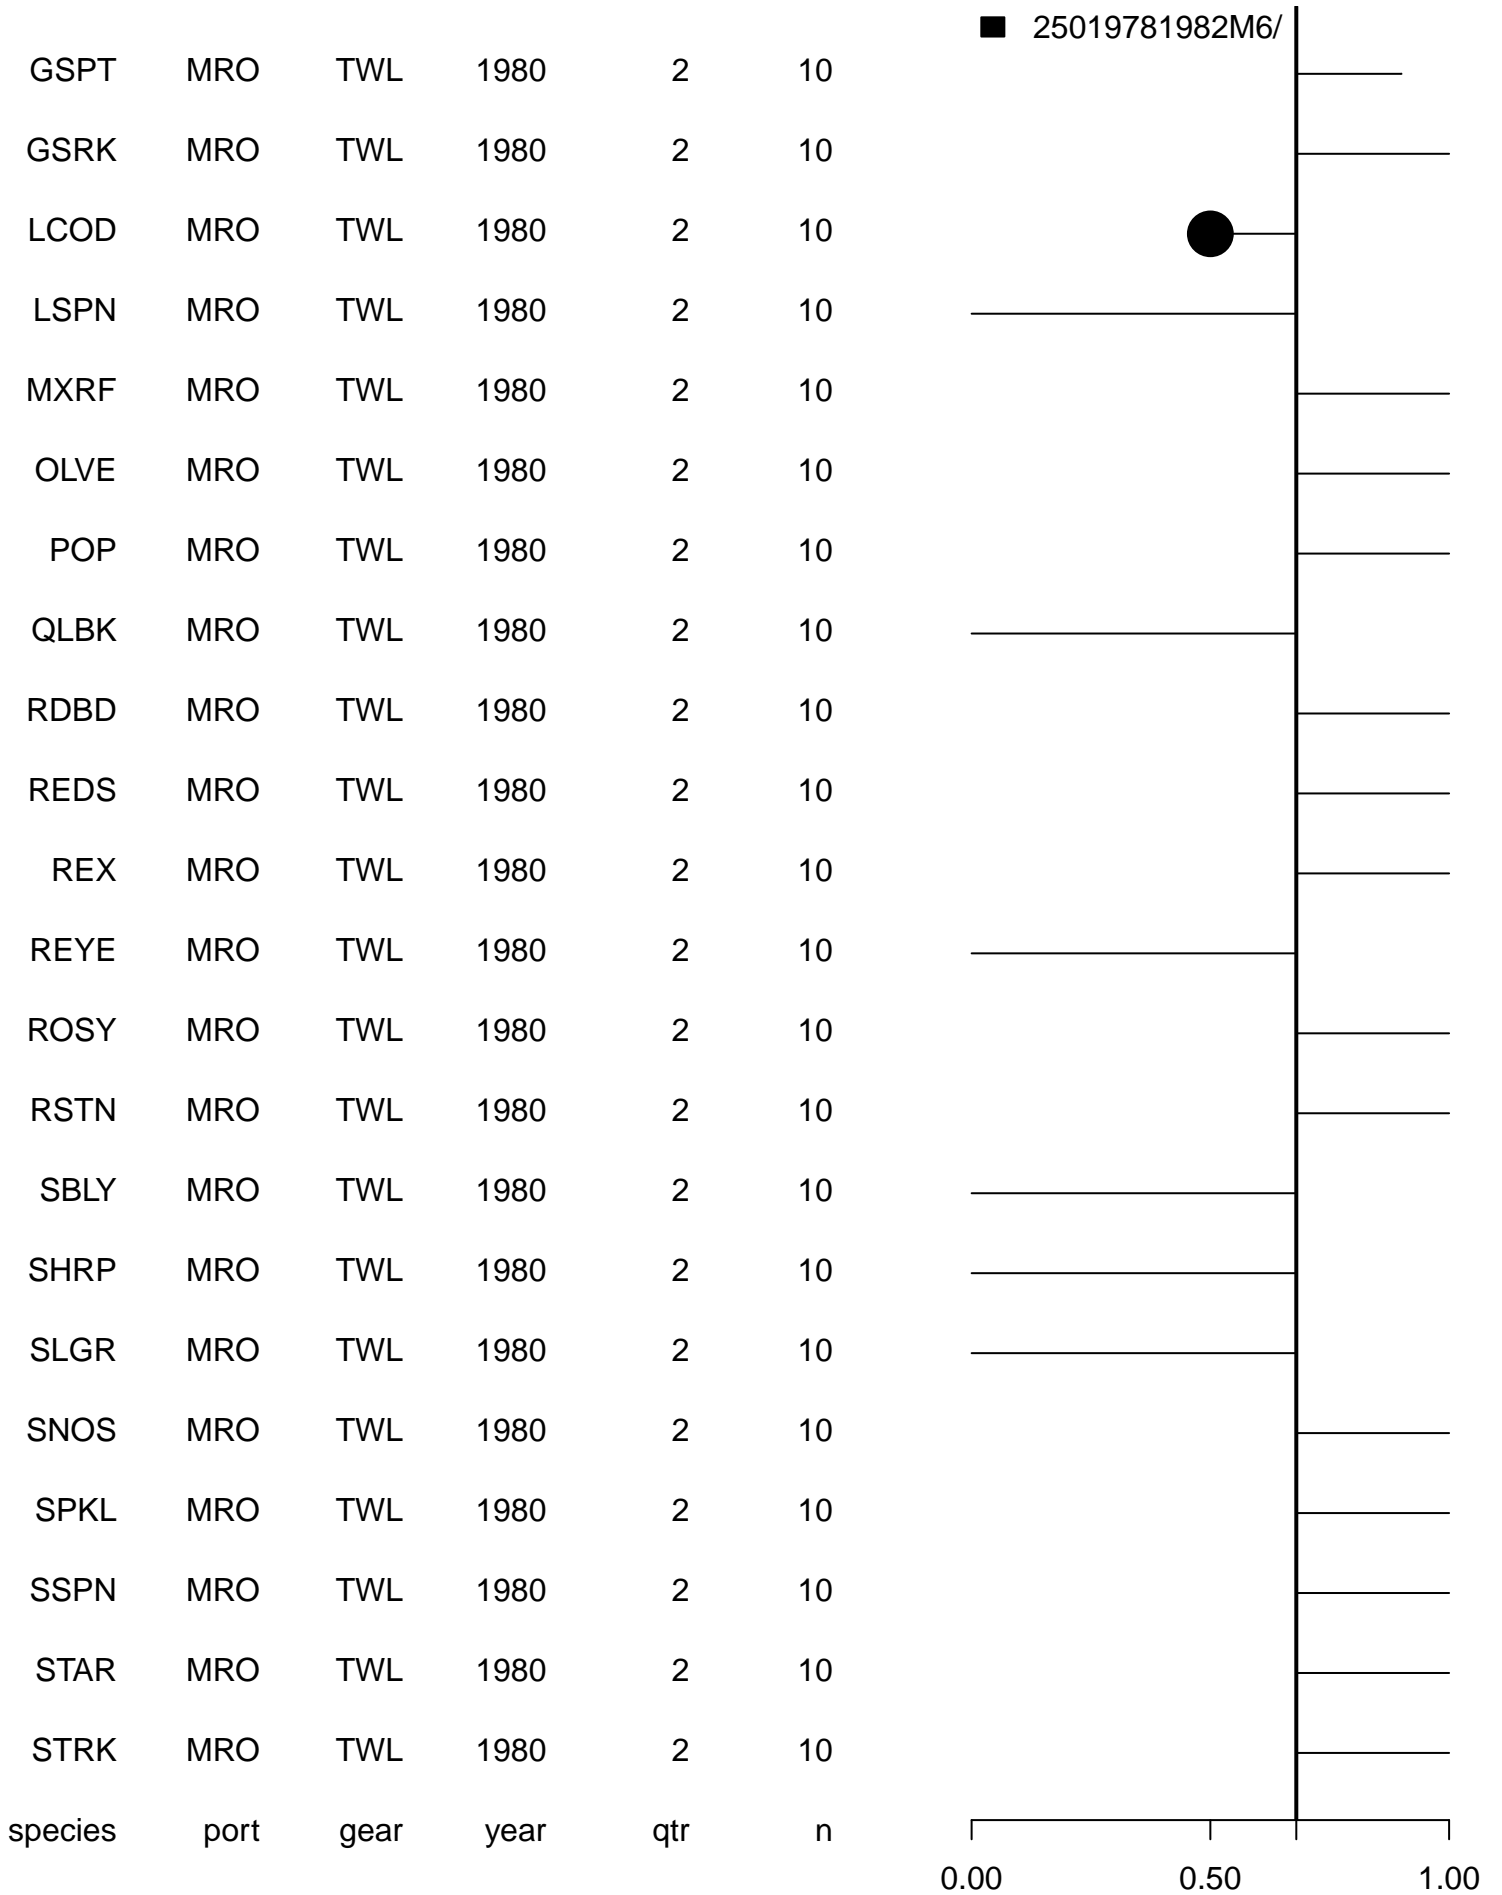 25019781982M6/
GSPT MRO TWL 1980 2 10
GSRK MRO TWL 1980 2 10
LCOD MRO TWL 1980 2 10
LSPN MRO TWL 1980 2 10
MXRF MRO TWL 1980 2 10
OLVE MRO TWL 1980 2 10
POP MRO TWL 1980 2 10
QLBK MRO TWL 1980 2 10
RDBD MRO TWL 1980 2 10
REDS MRO TWL 1980 2 10
REX MRO TWL 1980 2 10
REYE MRO TWL 1980 2 10
ROSY MRO TWL 1980 2 10
RSTN MRO TWL 1980 2 10
SBLY MRO TWL 1980 2 10
SHRP MRO TWL 1980 2 10
SLGR MRO TWL 1980 2 10
SNOS MRO TWL 1980 2 10
SPKL MRO TWL 1980 2 10
SSPN MRO TWL 1980 2 10
STAR MRO TWL 1980 2 10
STRK MRO TWL 1980 2 10
species port gear year qtr n
0.00 0.50 1.00